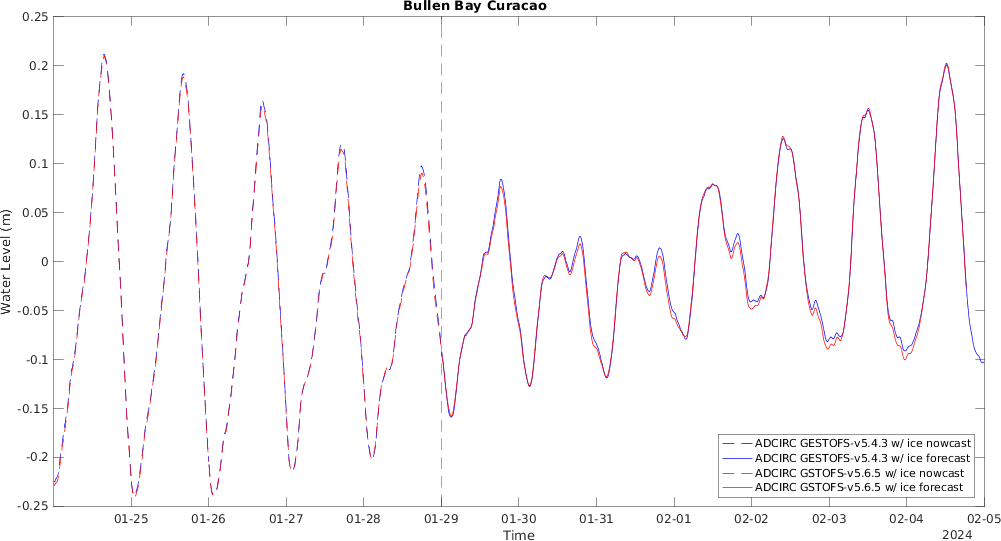 Bullen Bay Curacao
0.25
0.2
0.15
0.1
0.05
0
-0.05
-0.1
-0.15
-0.2
-0.25
Water Level (m)
ADCIRC GESTOFS-v5.4.3 w/ ice nowcast
ADCIRC GESTOFS-v5.4.3 w/ ice forecast
ADCIRC GSTOFS-v5.6.5 w/ ice nowcast
ADCIRC GSTOFS-v5.6.5 w/ ice forecast
01-25 01-26 01-27 01-28 01-29 01-30 01-31 02-01 02-02 02-03 02-04 02-05
Time
2024